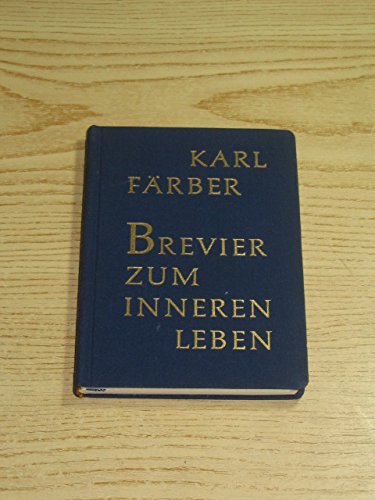 KARL
FÄRBER
BREVIER
ZUM
INNEREN
LEBEN